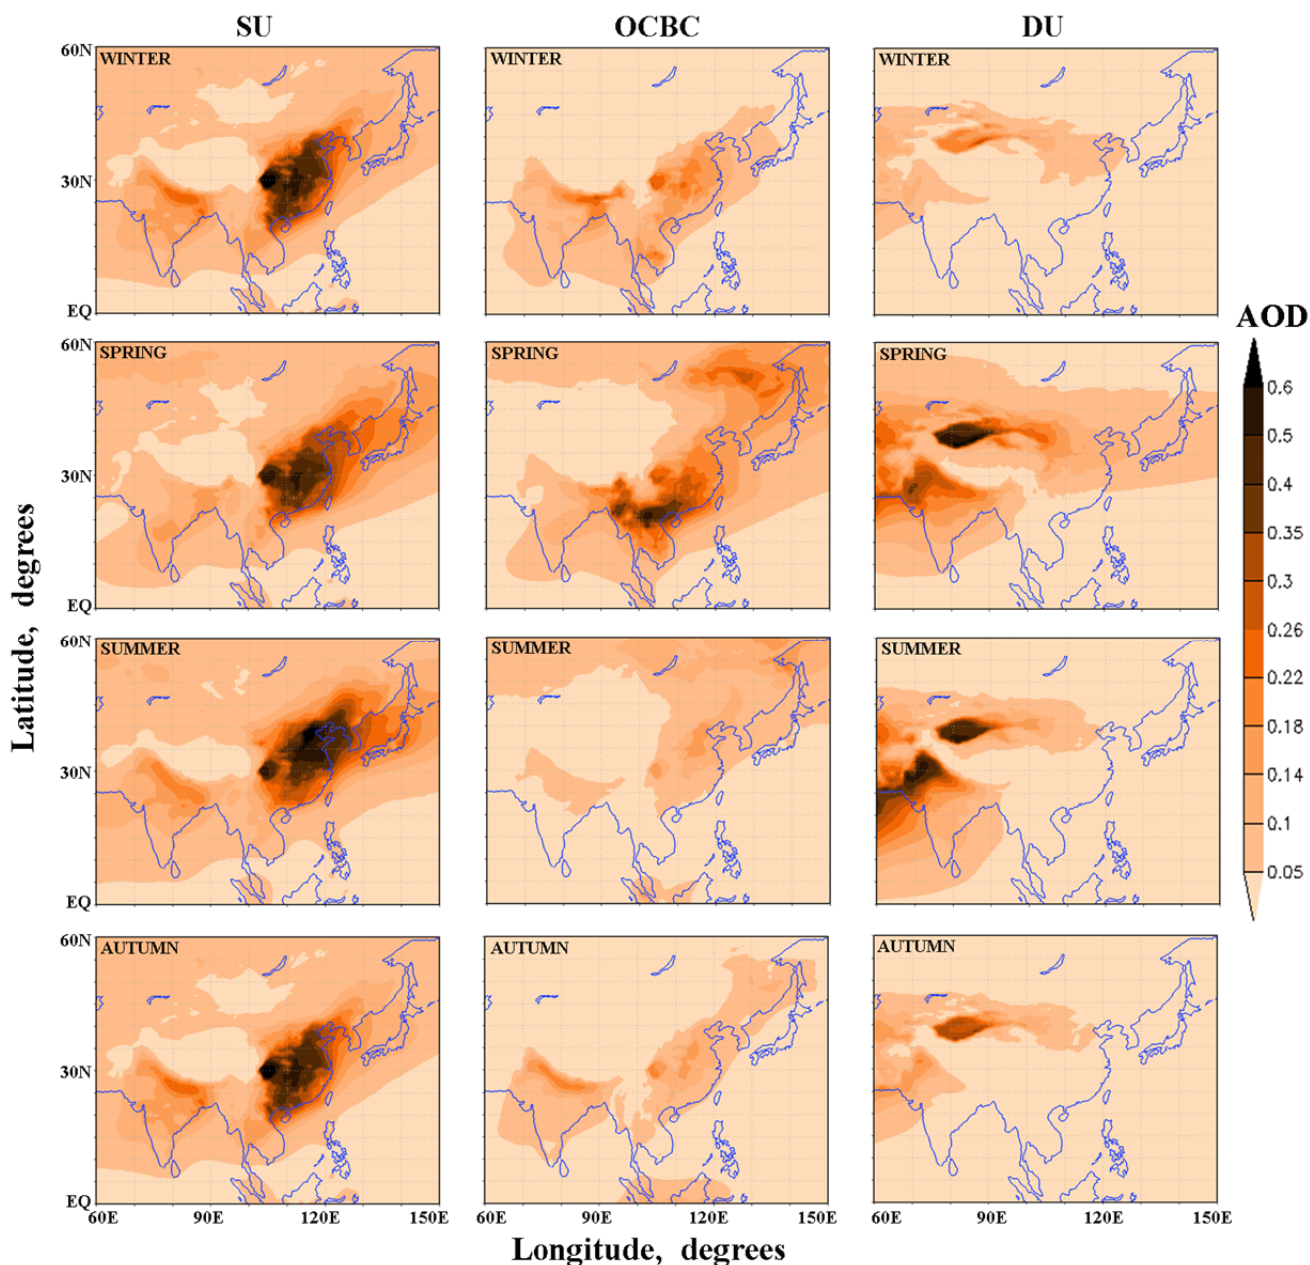 SU OCBC DU
60N WINTER WINTER WINTER
30N
EQ
AOD
60N SPRING SPRING SPRING
0.6
0.5
30N
0.4
0.35
0.3
EQ
0.26
60N SUMMER SUMMER SUMMER
0.22
0.18
30N
0.14
0.1
0.05
EQ
60N AUTUMN AUTUMN AUTUMN
30N
EQ
60E 90E 120E 150E 60E 90E 120E 150E 60E 90E 120E 150E
Longitude, degrees
Latitude, degrees